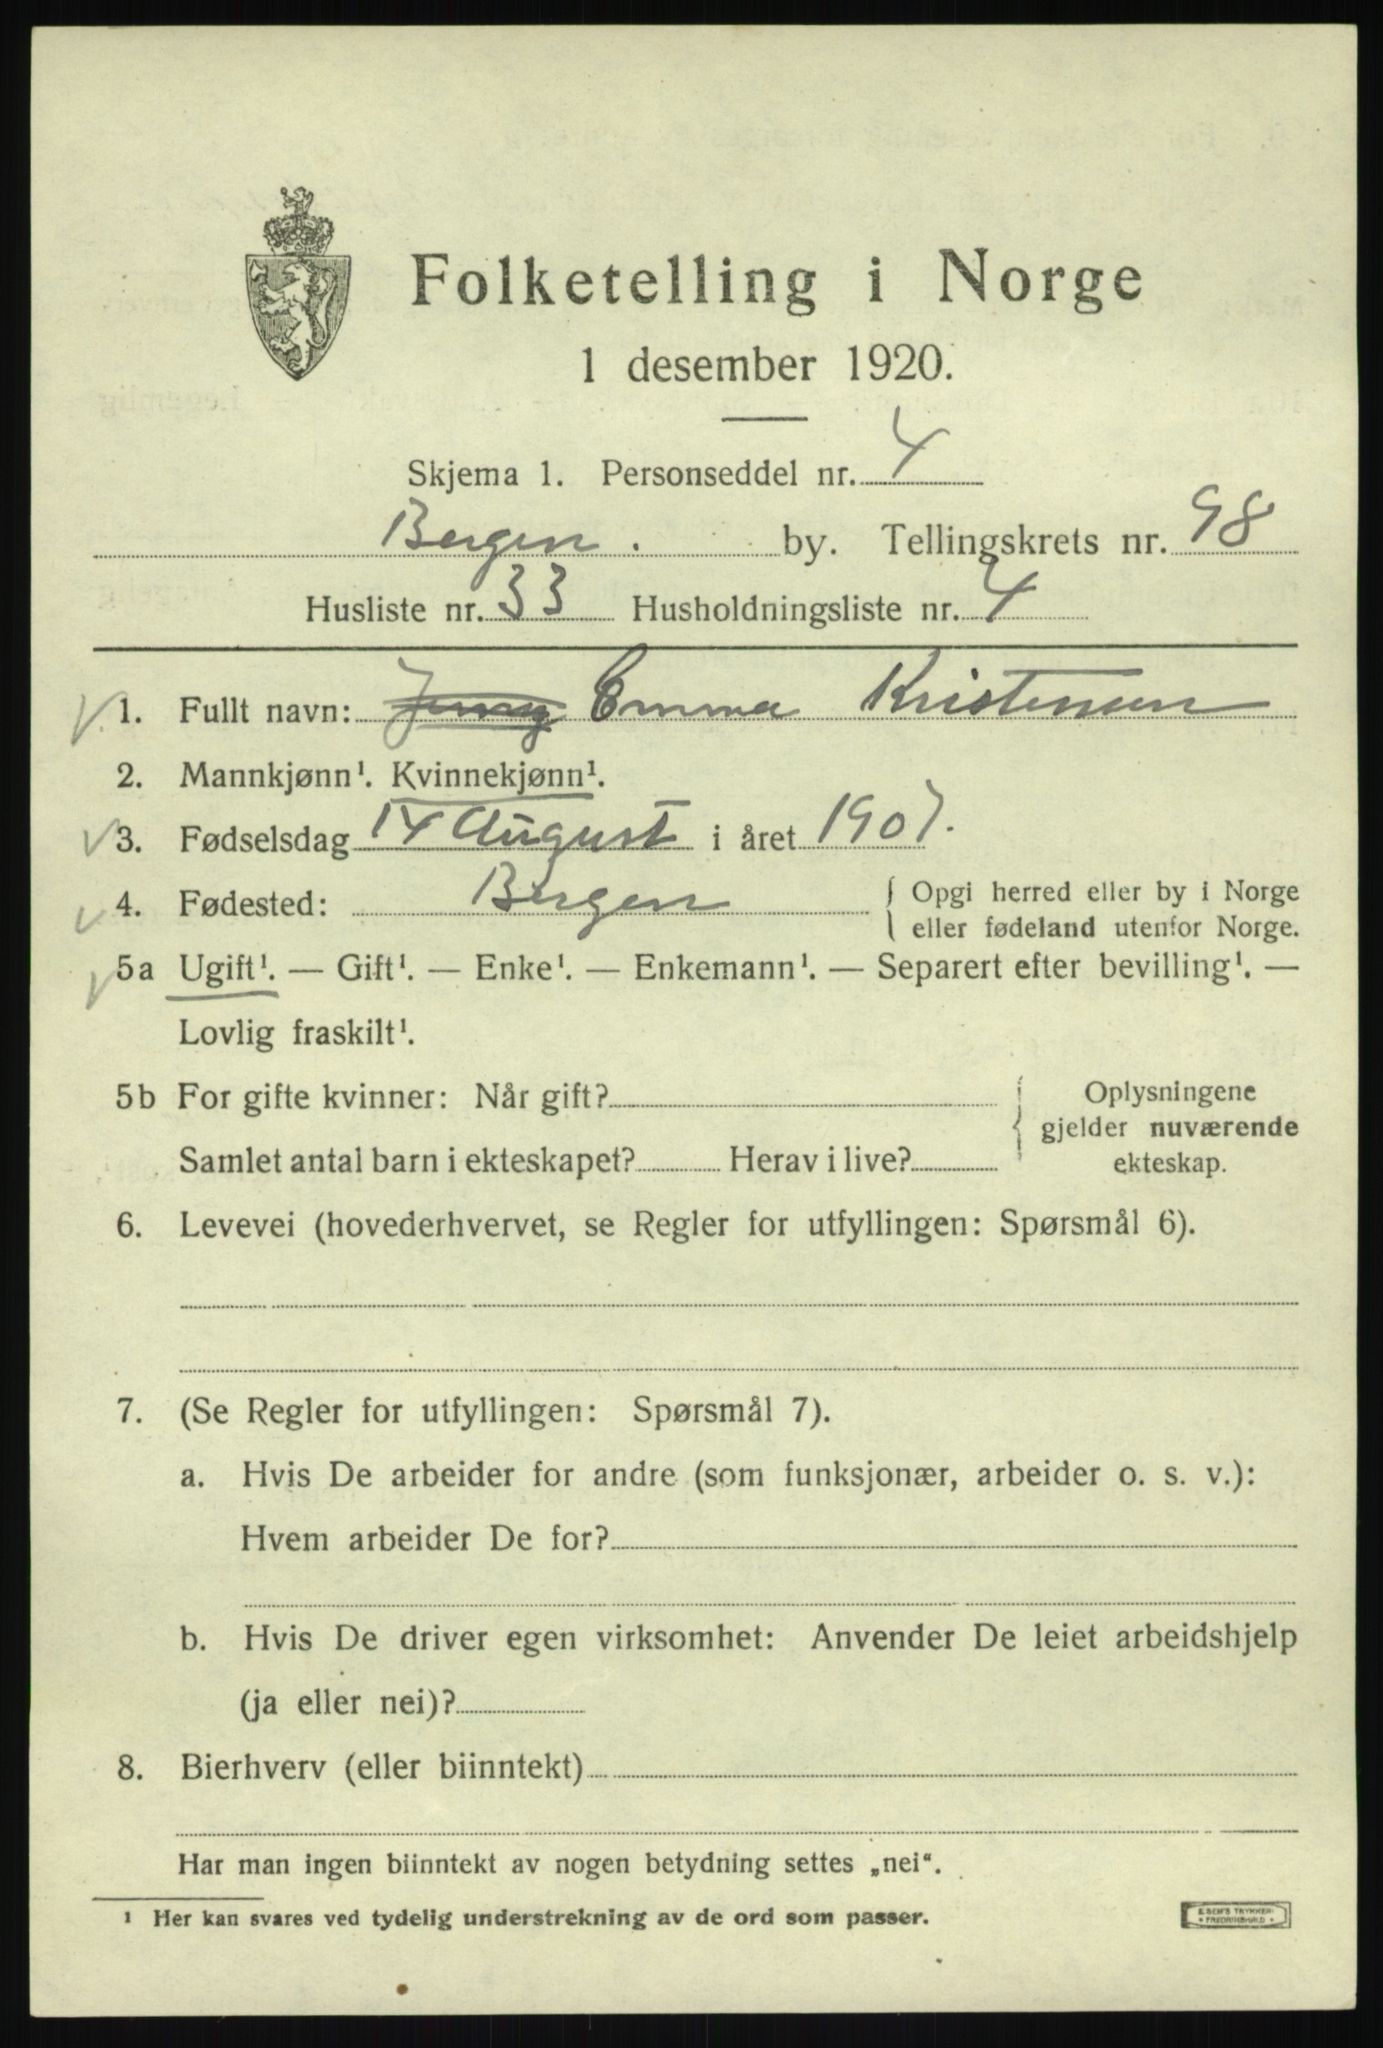 Folketelling i Norge
1 desember 1920.
Skjema 1. Personseddel nr. 4
Bergen. by. Tellingskrets nr. 98
Husliste nr. 33 Husholdningsliste nr. 4
1. Fullt navn: Jenny Emma Kristensen
2. Mannkjønn¹. Kvinnekjønn¹.
3. Fødselsdag 14 August i året 1907.
4. Fødested: Bergen { Opgi herred eller by i Norge
eller fødeland utenfor Norge.
5a Ugift¹. — Gift¹. — Enke¹. — Enkemann¹. — Separert efter bevilling¹. —
Lovlig fraskilt¹.
5b For gifte kvinner: Når gift? { Oplysningene
gjelder nuværende
Samlet antal barn i ekteskapet? Herav i live? ekteskap.
6. Levevei (hovederhvervet, se Regler for utfyllingen: Spørsmål 6).
7. (Se Regler for utfyllingen: Spørsmål 7).
a. Hvis De arbeider for andre (som funksjonær, arbeider o. s. v.):
Hvem arbeider De for?
b. Hvis De driver egen virksomhet: Anvender De leiet arbeidshjelp
(ja eller nei)?
8. Bierhverv (eller biinntekt)
Har man ingen biinntekt av nogen betydning settes „nei“.
¹ Her kan svares ved tydelig understrekning av de ord som passer.